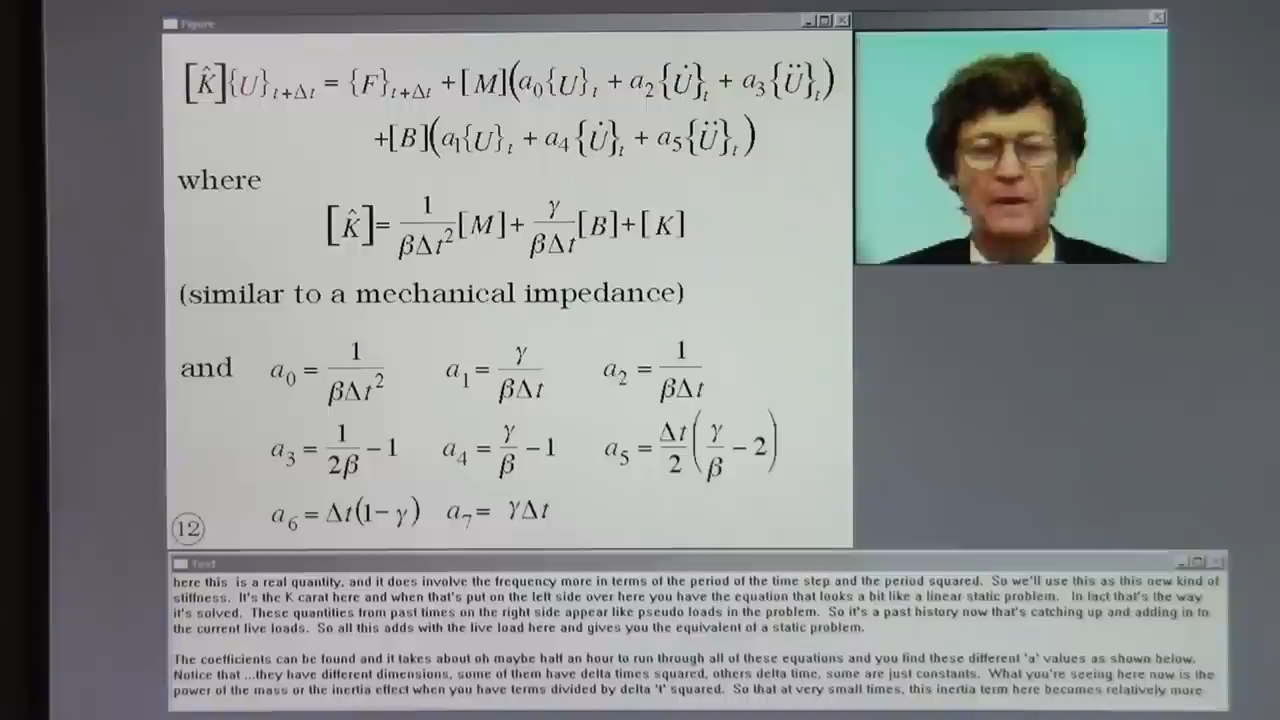 Figure
[K̂]{U}t+Δt = {F}t+Δt + [M](a0{U}t + a2{U̇}t + a3{Ü}t)
+[B](a1{U}t + a4{U̇}t + a5{Ü}t)
where
[K̂]= 1/βΔt² [M]+ γ/βΔt [B]+[K]
(similar to a mechanical impedance)
and a0 = 1/βΔt² a1 = γ/βΔt a2 = 1/βΔt
a3 = 1/2β − 1 a4 = γ/β − 1 a5 = Δt/2 (γ/β − 2)
a6 = Δt(1−γ) a7 = γΔt
12
Text
here this is a real quantity, and it does involve the frequency more in terms of the period of the time step and the period squared. So we'll use this as this new kind of
stiffness. It's the K carat here and when that's put on the left side over here you have the equation that looks a bit like a linear static problem. In fact that's the way
it's solved. These quantities from past times on the right side appear like pseudo loads in the problem. So it's a past history now that's catching up and adding in to
the current live loads. So all this adds with the live load here and gives you the equivalent of a static problem.
The coefficients can be found and it takes about oh maybe half an hour to run through all of these equations and you find these different 'a' values as shown below.
Notice that ...they have different dimensions, some of them have delta times squared, others delta time, some are just constants. What you're seeing here now is the
power of the mass or the inertia effect when you have terms divided by delta 't' squared. So that at very small times, this inertia term here becomes relatively more